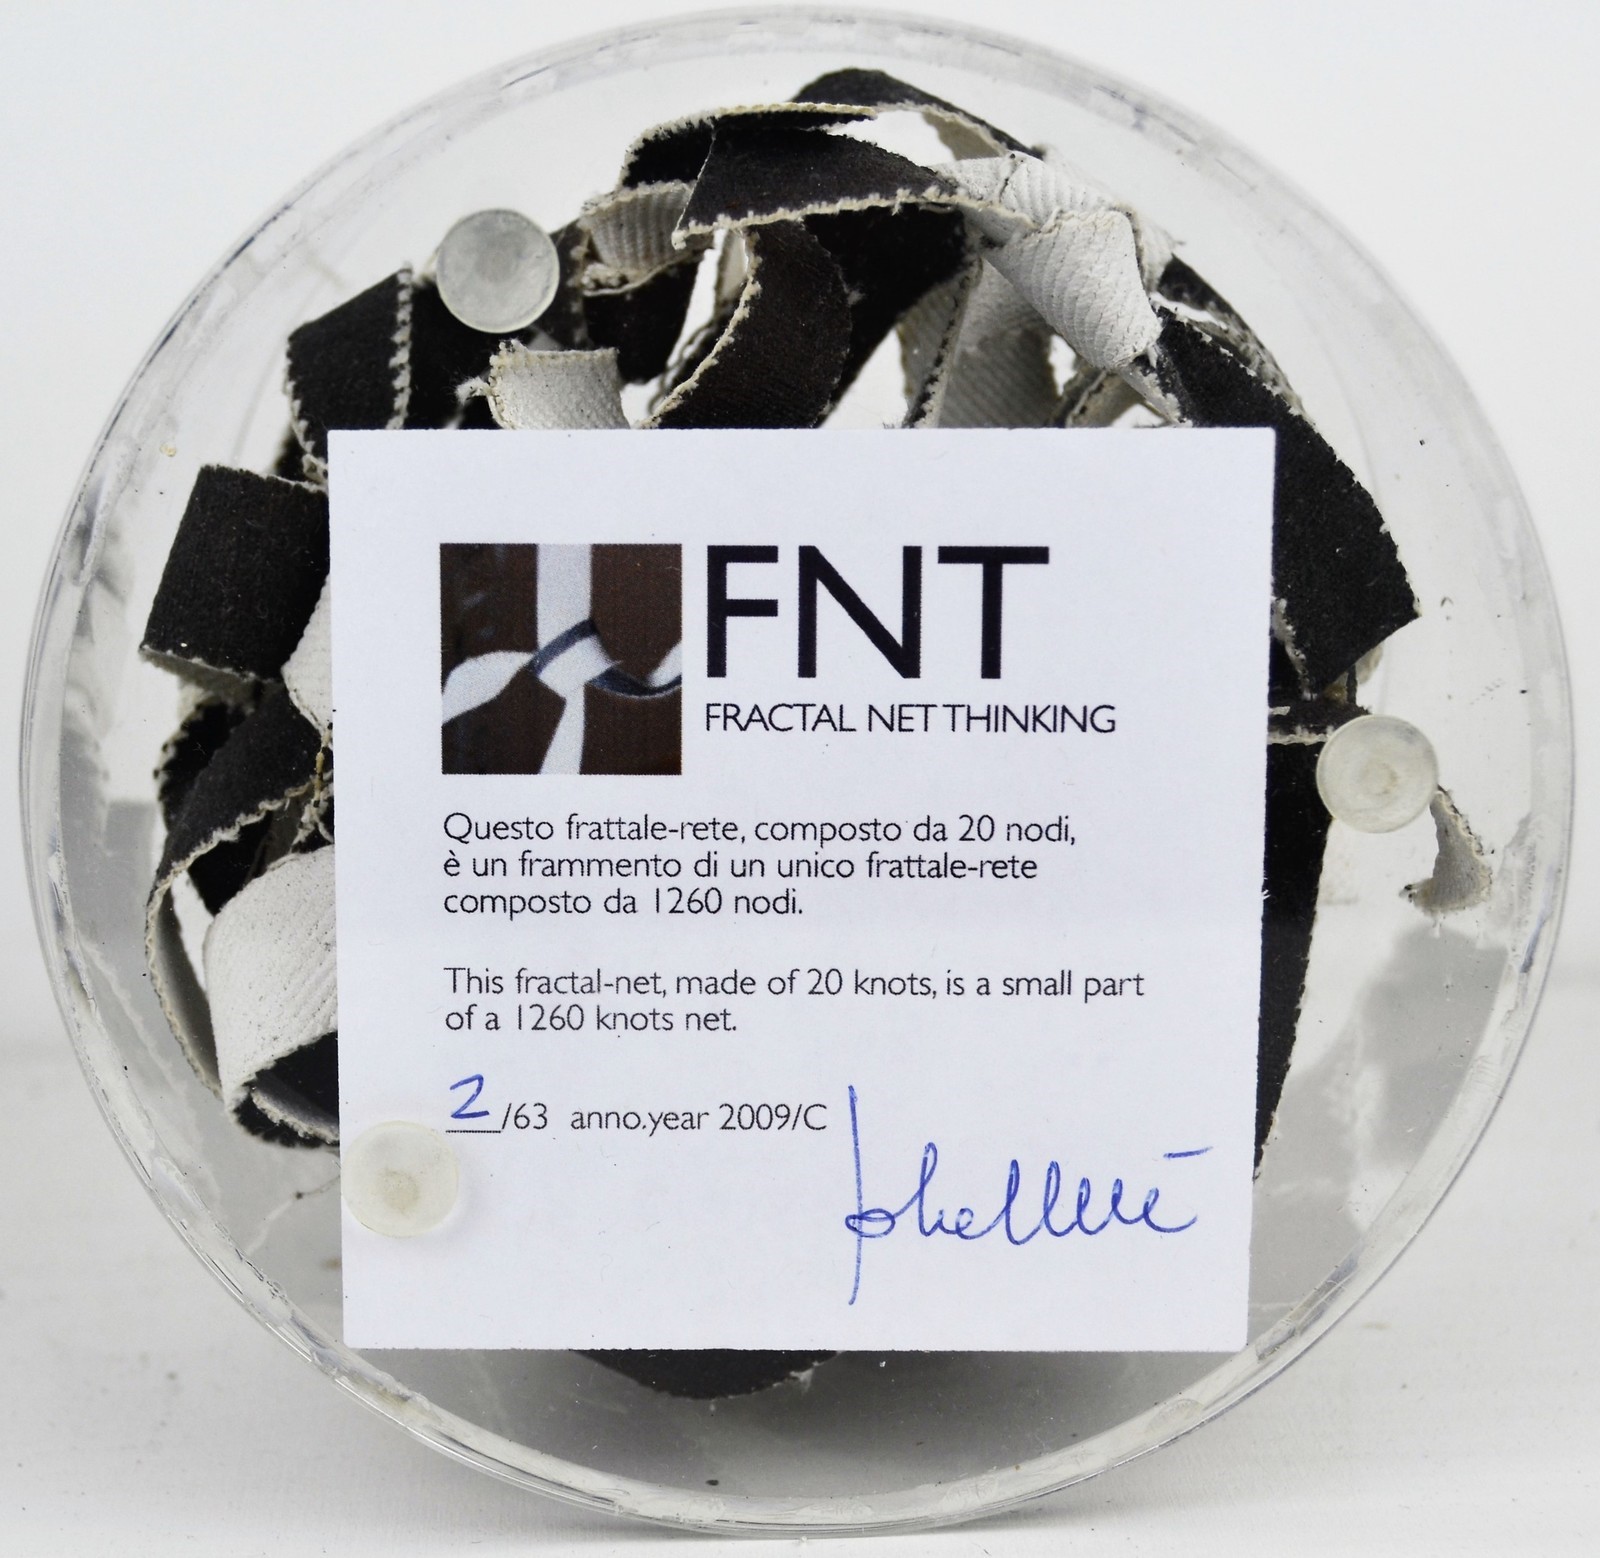 FNT
FRACTAL NET THINKING
Questo frattale-rete, composto da 20 nodi,
è un frammento di un unico frattale-rete
composto da 1260 nodi.
This fractal-net, made of 20 knots, is a small part
of a 1260 knots net.
2/63 anno.year 2009/C